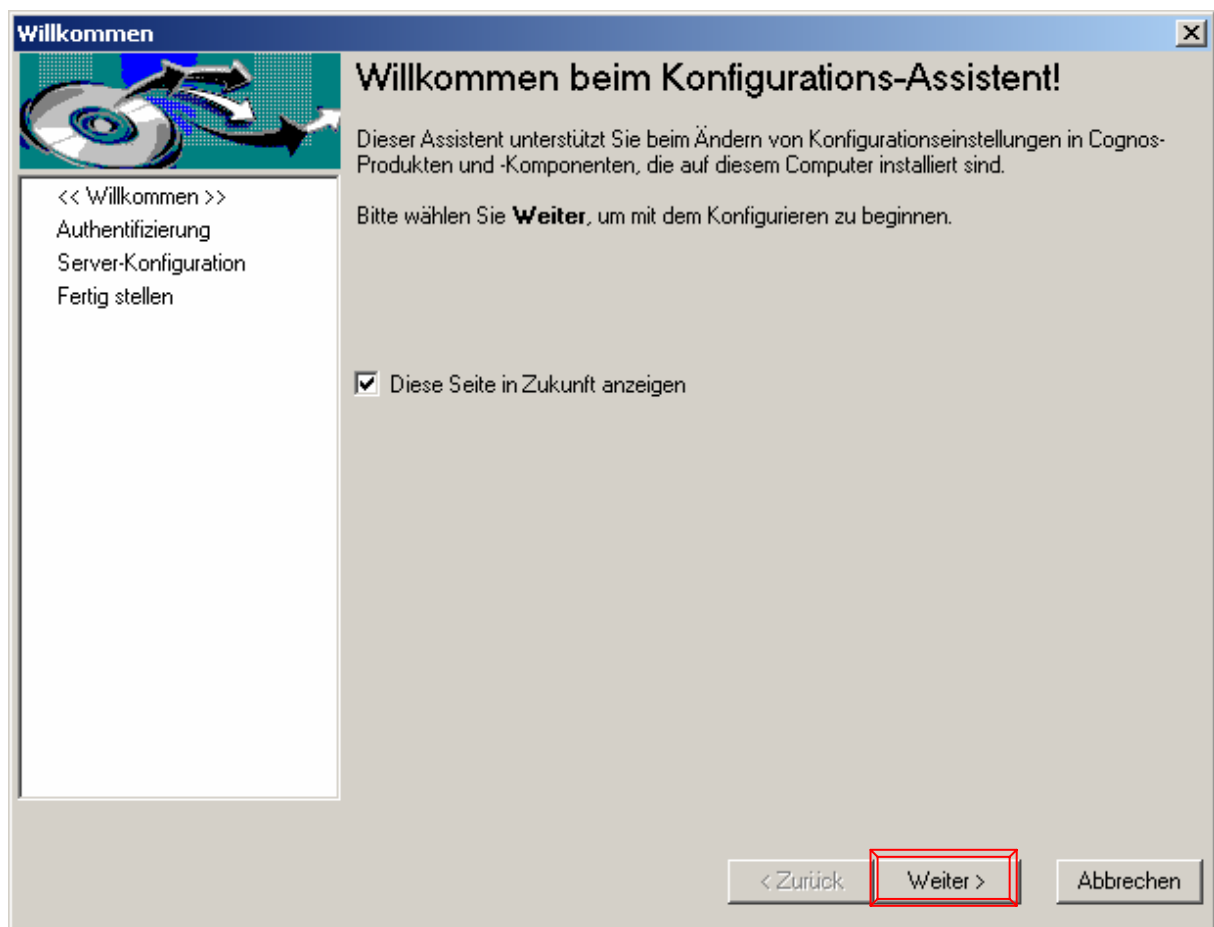 Willkommen
Willkommen beim Konfigurations-Assistent!
Dieser Assistent unterstützt Sie beim Ändern von Konfigurationseinstellungen in Cognos-
Produkten und -Komponenten, die auf diesem Computer installiert sind.
Bitte wählen Sie Weiter, um mit dem Konfigurieren zu beginnen.
<< Willkommen >>
Authentifizierung
Server-Konfiguration
Fertig stellen
Diese Seite in Zukunft anzeigen
< Zurück
Weiter >
Abbrechen